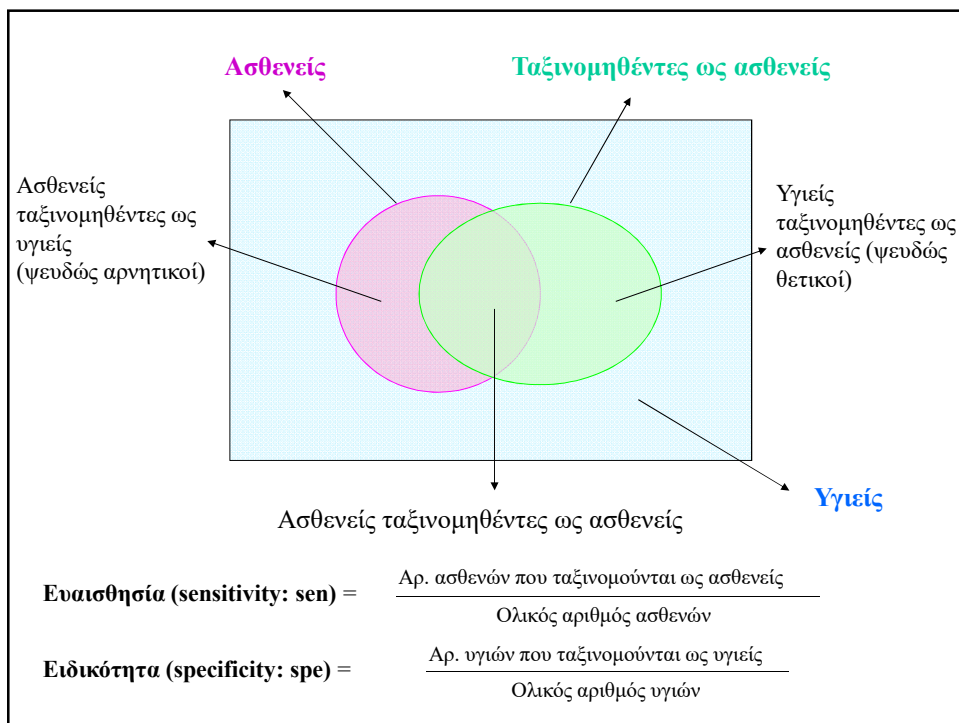 Ασθενείς
Ταξινομηθέντες ως ασθενείς
Ασθενείς
ταξινομηθέντες ως
υγιείς
(ψευδώς αρνητικοί)
Υγιείς
ταξινομηθέντες ως
ασθενείς (ψευδώς
θετικοί)
Υγιείς
Ασθενείς ταξινομηθέντες ως ασθενείς
Ευαισθησία (sensitivity: sen) =
Αρ. ασθενών που ταξινομούνται ως ασθενείς
Ολικός αριθμός ασθενών
Ειδικότητα (specificity: spe) =
Αρ. υγιών που ταξινομούνται ως υγιείς
Ολικός αριθμός υγιών